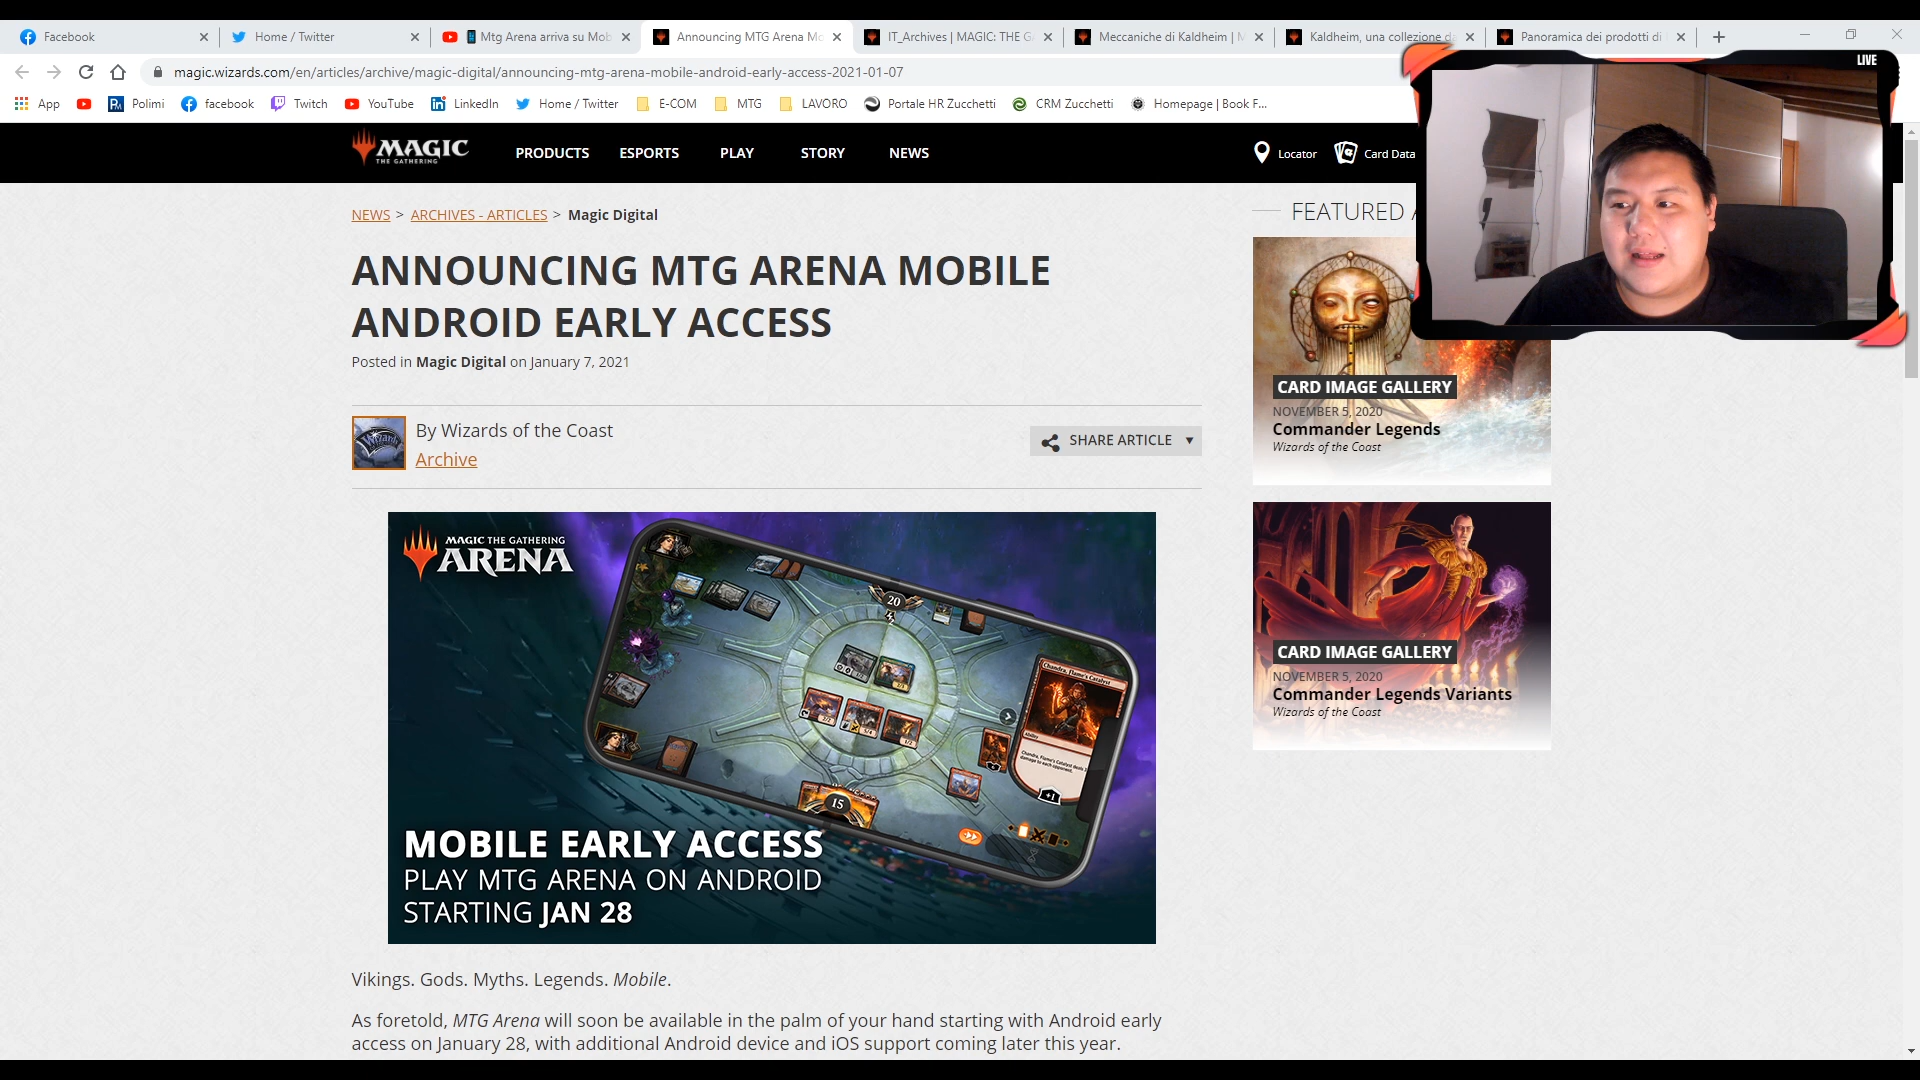 Facebook
Home / Twitter
Mtg Arena arriva su Mob
Announcing MTG Arena Mo
IT_Archives | MAGIC: THE G
Meccaniche di Kaldheim | M
Kaldheim, una collezione da
Panoramica dei prodotti di
magic.wizards.com/en/articles/archive/magic-digital/announcing-mtg-arena-mobile-android-early-access-2021-01-07
App
Polimi
facebook
Twitch
YouTube
LinkedIn
Home / Twitter
E-COM
MTG
LAVORO
Portale HR Zucchetti
CRM Zucchetti
Homepage | Book F...
LIVE
MAGIC
THE GATHERING
PRODUCTS
ESPORTS
PLAY
STORY
NEWS
Locator
Card Data
NEWS > ARCHIVES - ARTICLES > Magic Digital
FEATURED
ANNOUNCING MTG ARENA MOBILE
ANDROID EARLY ACCESS
Posted in Magic Digital on January 7, 2021
By Wizards of the Coast
Archive
SHARE ARTICLE
CARD IMAGE GALLERY
NOVEMBER 5, 2020
Commander Legends
Wizards of the Coast
CARD IMAGE GALLERY
NOVEMBER 5, 2020
Commander Legends Variants
Wizards of the Coast
MAGIC THE GATHERING
ARENA
20
Chandra, Flame's Catalyst
15
+1
MOBILE EARLY ACCESS
PLAY MTG ARENA ON ANDROID
STARTING JAN 28
Vikings. Gods. Myths. Legends. Mobile.
As foretold, MTG Arena will soon be available in the palm of your hand starting with Android early
access on January 28, with additional Android device and iOS support coming later this year.